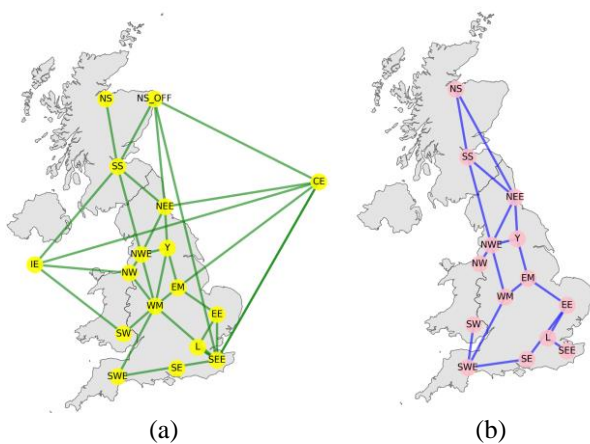 NS NS_OFF
SS
CE
NEE
NWE Y
IE NW
EM
WM EE
SW
L SEE
SE
SWE
NS
SS
NEE
Y
NWE
NW
EM
WM
EE
SW
L
SEE
SE
SWE
(a) (b)